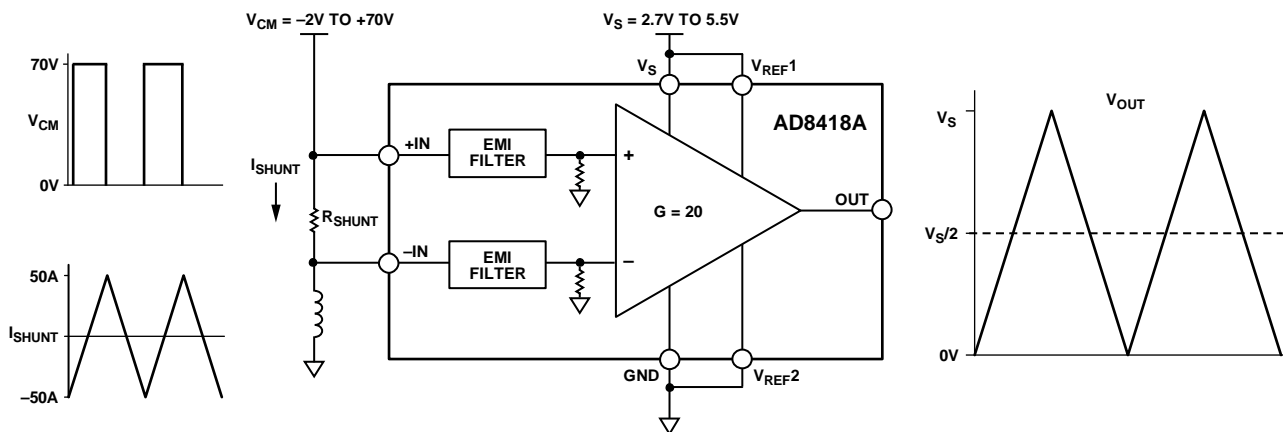 V_CM = –2V TO +70V
V_S = 2.7V TO 5.5V
70V
V_CM
0V
I_SHUNT
50A
I_SHUNT
–50A
R_SHUNT
V_S
V_REF1
AD8418A
+IN
EMI
FILTER
+
G = 20
OUT
–IN
EMI
FILTER
–
GND
V_REF2
V_OUT
V_S
V_S/2
0V